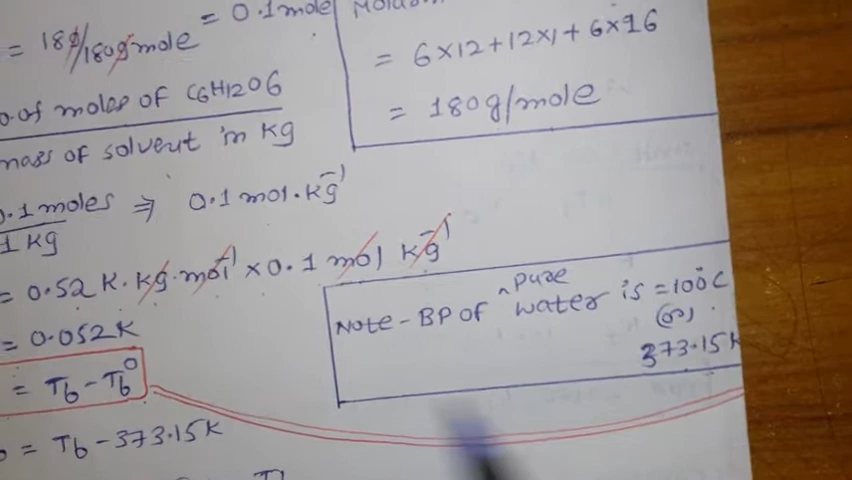 = 18g/180g mole = 0.1 mole
= 6×12+12×1+6×16
= 180g/mole
of moles of C6H12O6
mass of solvent in kg
0.1 moles ⇒ 0.1 mol.kg⁻¹
1 kg
= 0.52 K.kg.mol⁻¹ × 0.1 mol kg⁻¹
= 0.052K
= Tb - Tb⁰
Note - BP of pure water is = 100°C
(or)
373.15K
= Tb - 373.15K